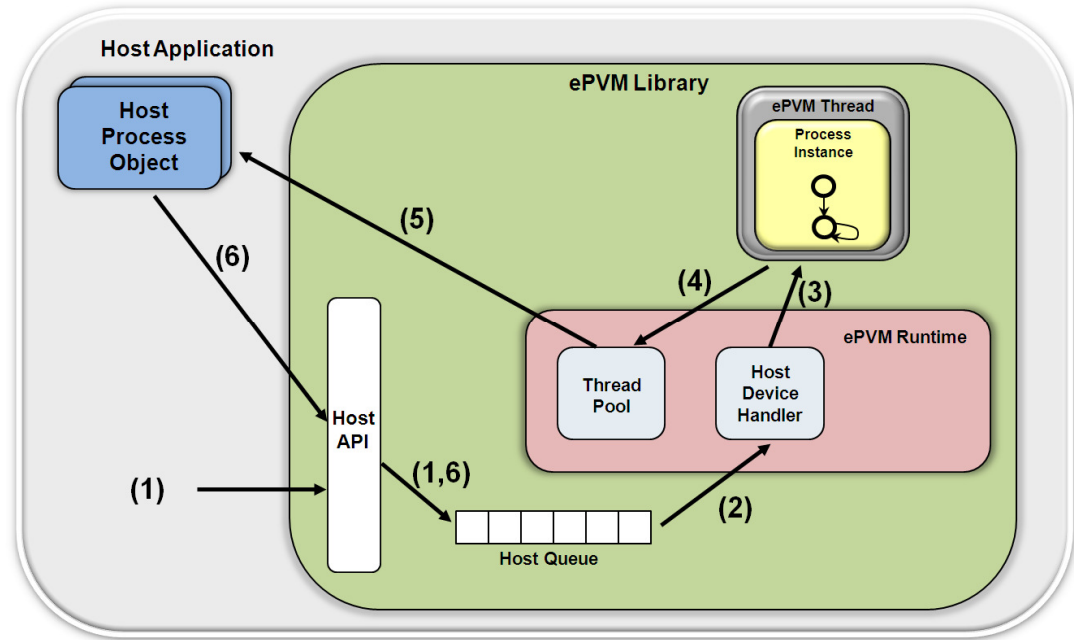 Host Application
ePVM Library
Host
Process
Object
ePVM Thread
Process
Instance
(5)
(6)
(4)
(3)
ePVM Runtime
Thread
Pool
Host
Device
Handler
Host
API
(1)
(1,6)
(2)
Host Queue